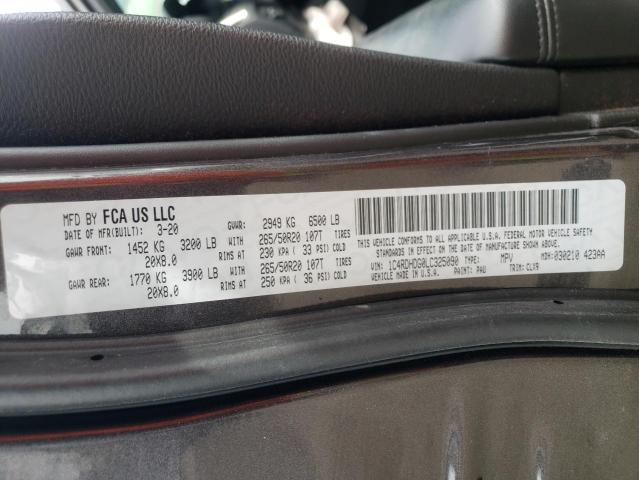 MFD BY FCA US LLC
DATE OF MFR(BUILT): 3-20 GVWR: 2949 KG 6500 LB
GAWR FRONT: 1452 KG 3200 LB WITH 265/50R20 107T TIRES
20X8.0 RIMS AT 230 KPA ( 33 PSI) COLD
GAWR REAR: 1770 KG 3900 LB WITH 265/50R20 107T TIRES
20X8.0 RIMS AT 250 KPA ( 36 PSI) COLD
THIS VEHICLE CONFORMS TO ALL APPLICABLE U.S.A. FEDERAL MOTOR VEHICLE SAFETY
STANDARDS IN EFFECT ON THE DATE OF MANUFACTURE SHOWN ABOVE.
VIN: 1C4RDHDG0LC325090 TYPE: MPV MDH:030210 423AA
VEHICLE MADE IN U.S.A. PAINT: PAU TRIM: CLX9